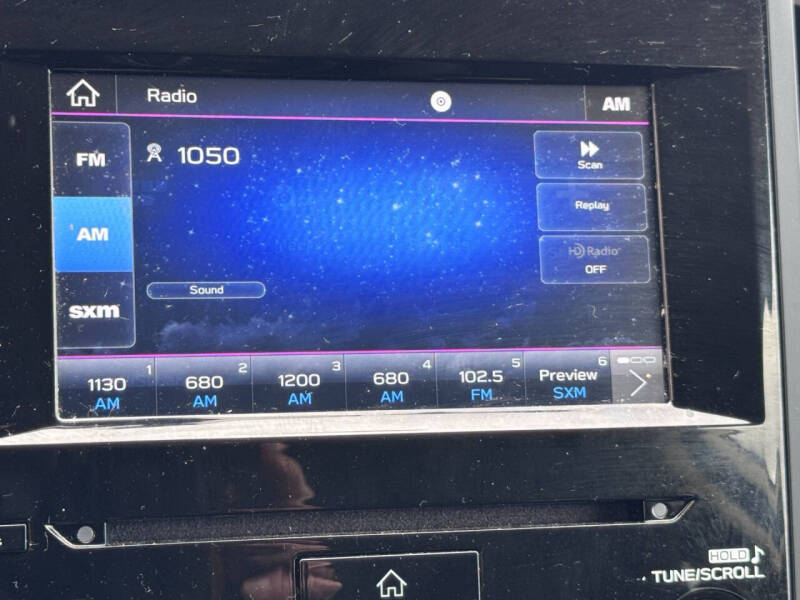 Radio
AM
FM
1050
Scan
AM
Replay
HD Radio
OFF
sxm
Sound
1 2 3 4 5 6
1130 680 1200 680 102.5 Preview
AM AM AM AM FM SXM
HOLD
TUNE/SCROLL